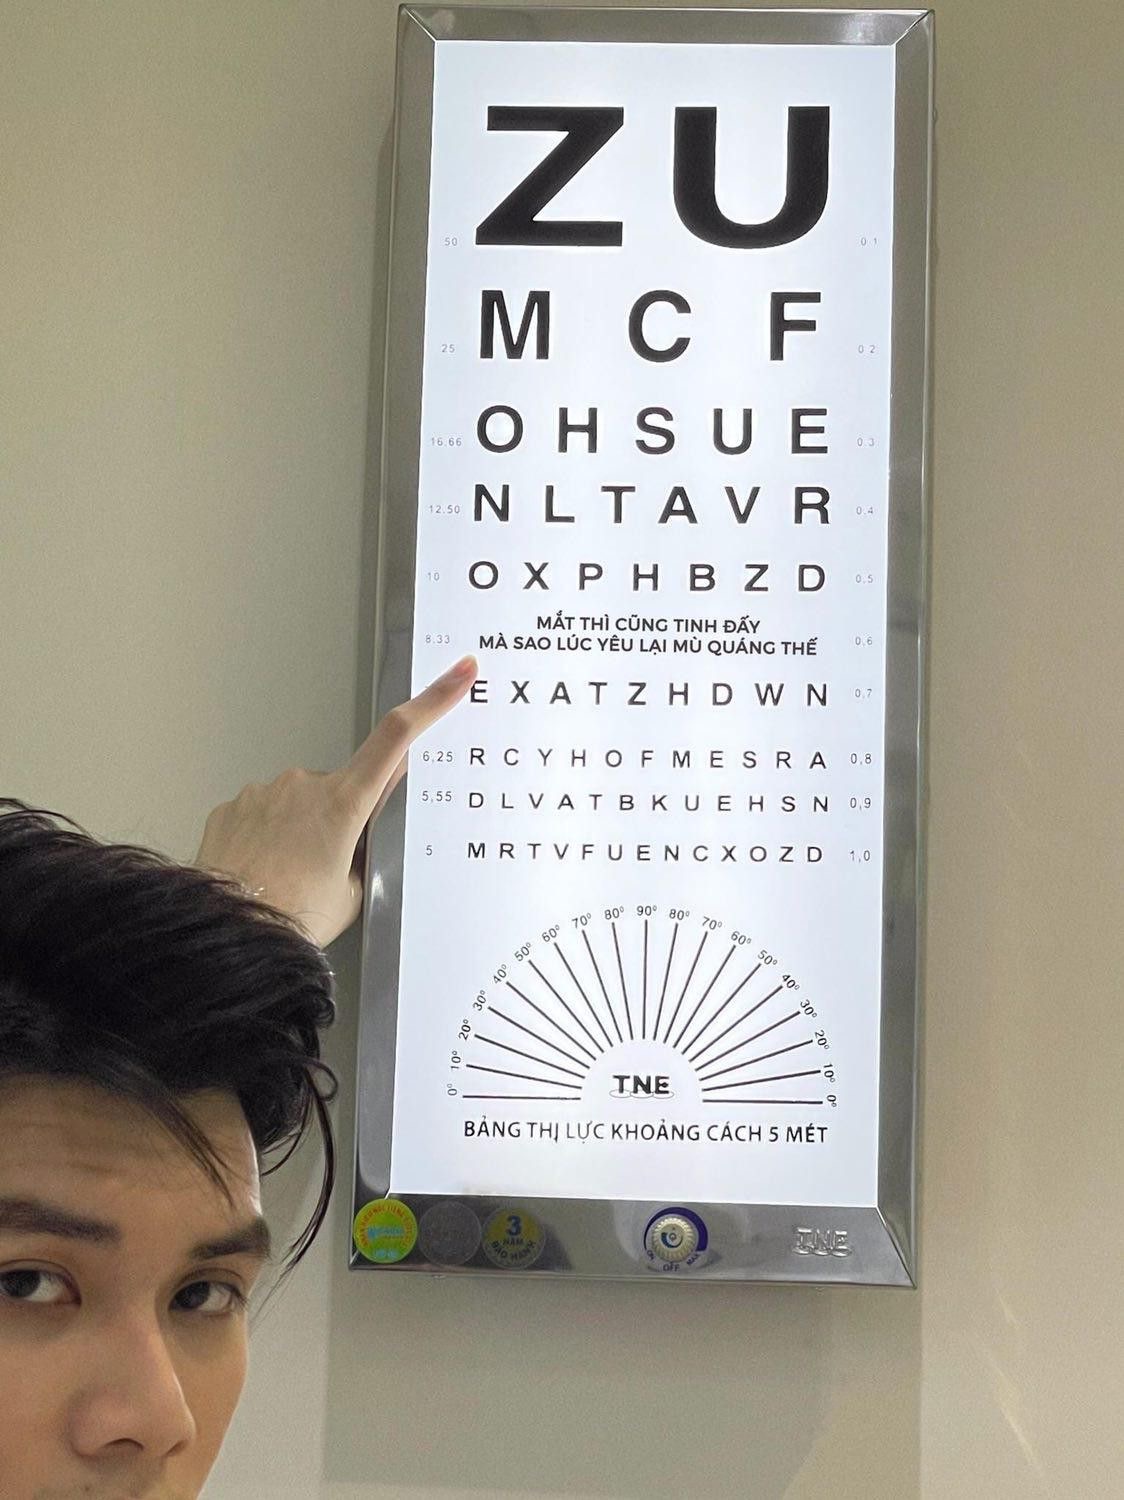 ZU
50 0.1
M C F
25 0.2
O H S U E
16.66 0.3
N L T A V R
12.50 0.4
O X P H B Z D
10 0.5
MẮT THÌ CŨNG TINH ĐẤY
MÀ SAO LÚC YÊU LẠI MÙ QUÁNG THẾ
8.33 0.6
E X A T Z H D W N 0.7
6,25 R C Y H O F M E S R A 0,8
5,55 D L V A T B K U E H S N 0,9
5 M R T V F U E N C X O Z D 1,0
0° 10° 20° 30° 40° 50° 60° 70° 80° 90° 80° 70° 60° 50° 40° 30° 20° 10° 0°
TNE
BẢNG THỊ LỰC KHOẢNG CÁCH 5 MÉT
3
NĂM
BẢO HÀNH
ON OFF MAX
TNE